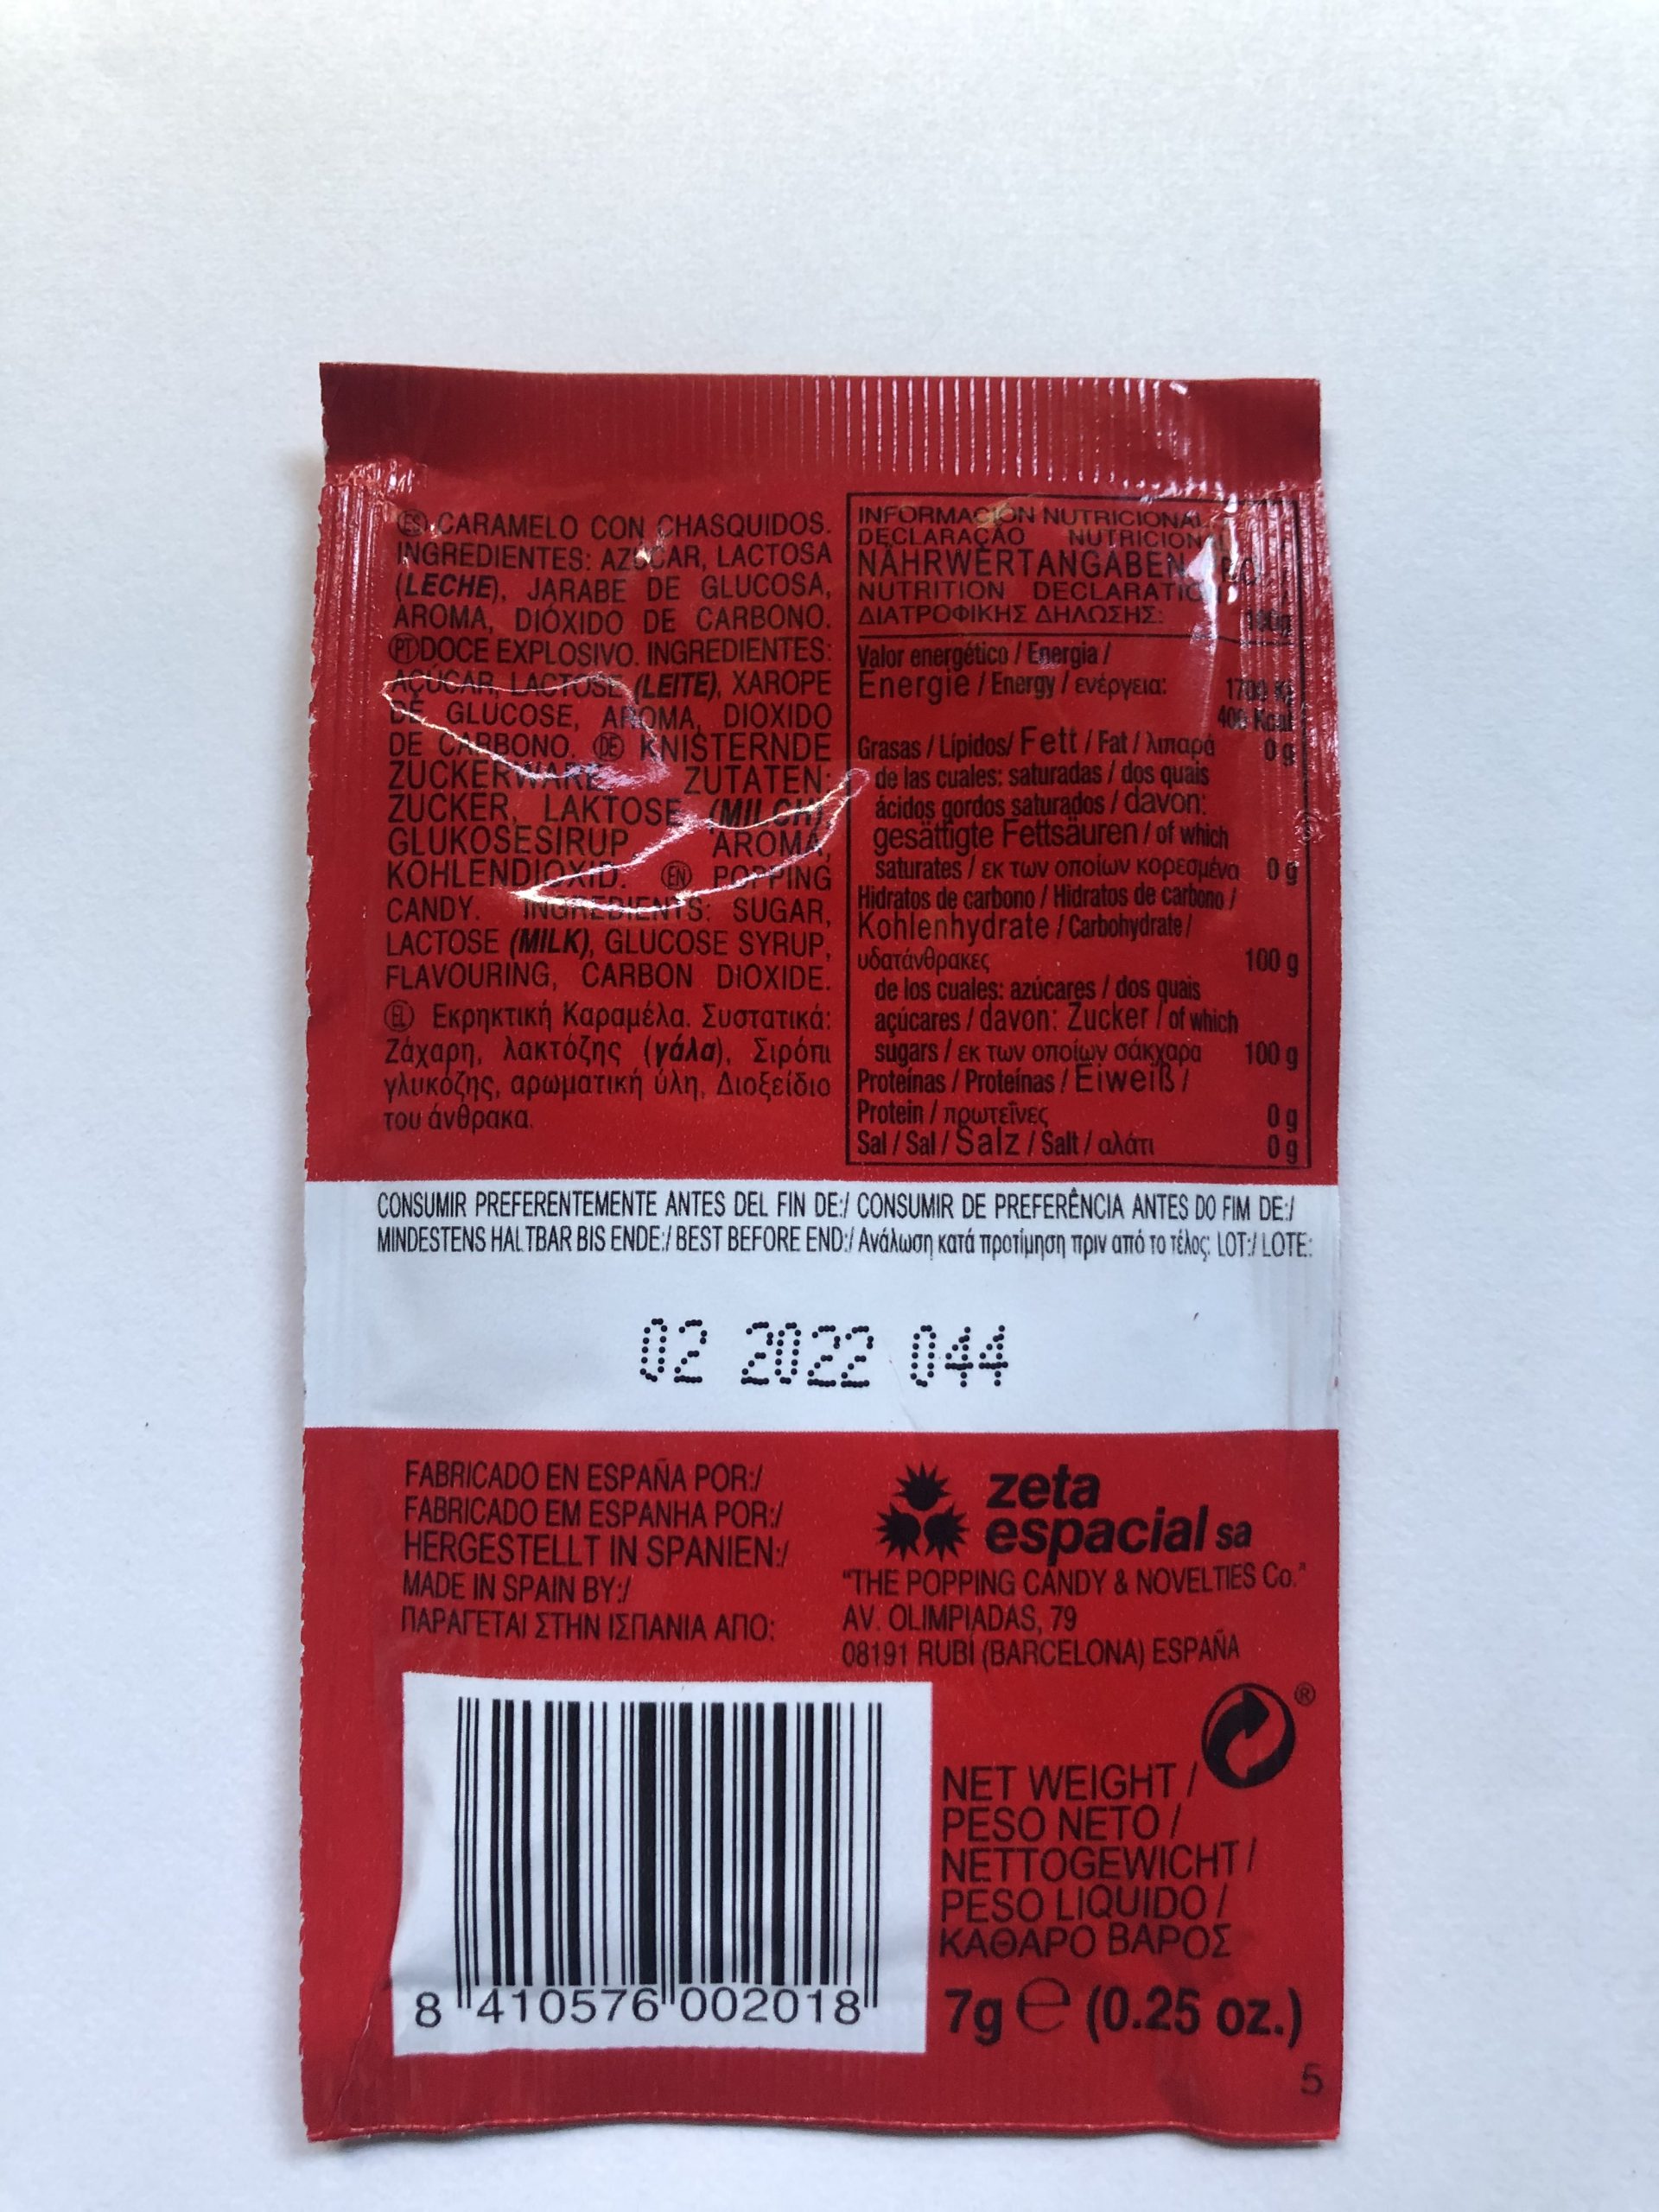 ES CARAMELO CON CHASQUIDOS.
INGREDIENTES: AZÚCAR, LACTOSA
(LECHE), JARABE DE GLUCOSA,
AROMA, DIÓXIDO DE CARBONO.
PT DOCE EXPLOSIVO. INGREDIENTES:
AÇÚCAR, LACTOSE (LEITE), XAROPE
DE GLUCOSE, AROMA, DIOXIDO
DE CARBONO. DE KNISTERNDE
ZUCKERWARE ZUTATEN:
ZUCKER, LAKTOSE (MILCH)
GLUKOSESIRUP AROMA,
KOHLENDIOXID. EN POPPING
CANDY. INGREDIENTS: SUGAR,
LACTOSE (MILK), GLUCOSE SYRUP,
FLAVOURING, CARBON DIOXIDE.
EL Εκρηκτική Καραμέλα. Συστατικά:
Ζάχαρη, λακτόζης (γάλα), Σιρόπι
γλυκόζης, αρωματική ύλη, Διοξείδιο
του άνθρακα.
INFORMACIÓN NUTRICIONAL
DECLARAÇÃO NUTRICIONAL
NÄHRWERTANGABEN
NUTRITION DECLARATION
ΔΙΑΤΡΟΦΙΚΗΣ ΔΗΛΩΣΗΣ: 100g
Valor energético / Energia /
Energie / Energy / ενέργεια: 1700 Kj
400 Kcal
Grasas / Lípidos/ Fett / Fat / λιπαρά 0 g
de las cuales: saturadas / dos quais
ácidos gordos saturados / davon:
gesättigte Fettsäuren / of which
saturates / εκ των οποίων κορεσμένα 0 g
Hidratos de carbono / Hidratos de carbono /
Kohlenhydrate / Carbohydrate /
υδατάνθρακες 100 g
de los cuales: azúcares / dos quais
açúcares / davon: Zucker / of which
sugars / εκ των οποίων σάκχαρα 100 g
Proteínas / Proteínas / Eiweiß /
Protein / πρωτεΐνες 0 g
Sal / Sal / Salz / Salt / αλάτι 0 g
CONSUMIR PREFERENTEMENTE ANTES DEL FIN DE:/ CONSUMIR DE PREFERÊNCIA ANTES DO FIM DE:/
MINDESTENS HALTBAR BIS ENDE:/ BEST BEFORE END:/ Ανάλωση κατά προτίμηση πριν από το τέλος: LOT:/ LOTE:
02 2022 044
FABRICADO EN ESPAÑA POR:/
FABRICADO EM ESPANHA POR:/
HERGESTELLT IN SPANIEN:/
MADE IN SPAIN BY:/
ΠΑΡΑΓΕΤΑΙ ΣΤΗΝ ΙΣΠΑΝΙΑ ΑΠΟ:
zeta
espacial sa
"THE POPPING CANDY & NOVELTIES Co."
AV. OLIMPIADAS, 79
08191 RUBÍ (BARCELONA) ESPAÑA
®
NET WEIGHT /
PESO NETO /
NETTOGEWICHT /
PESO LIQUIDO /
ΚΑΘΑΡΟ ΒΑΡΟΣ
7g e (0.25 oz.)
8 410576 002018
5